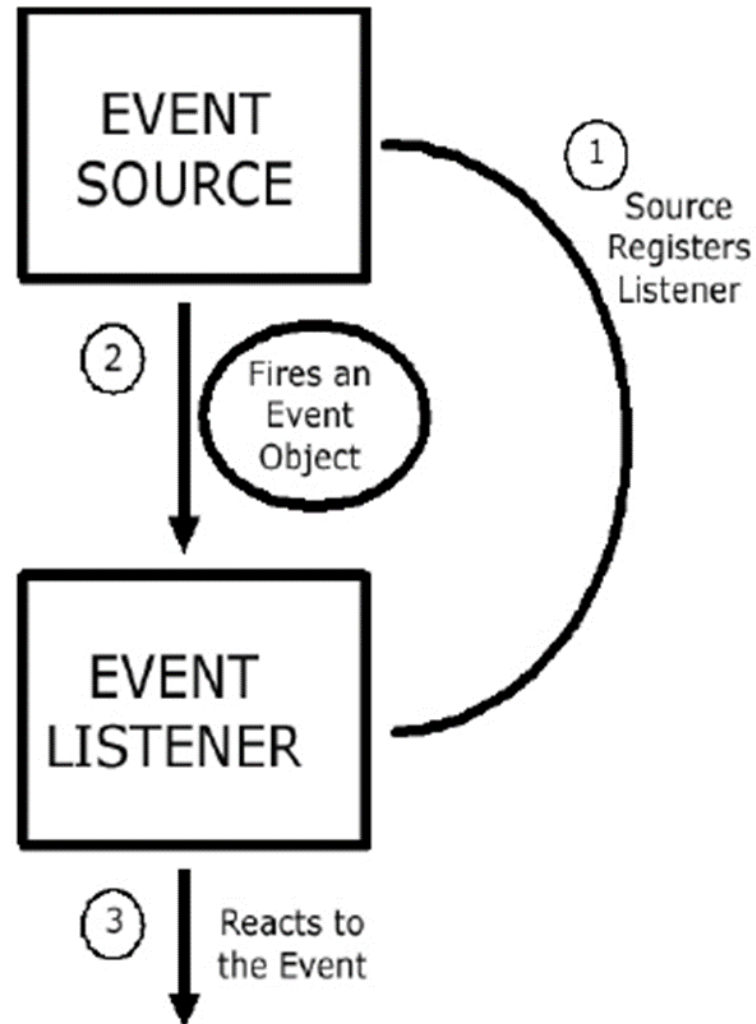 EVENT
SOURCE
1
Source
Registers
Listener
2
Fires an
Event
Object
EVENT
LISTENER
3
Reacts to
the Event